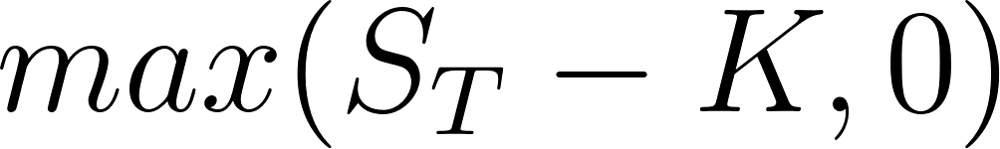 max(S_T − K, 0)